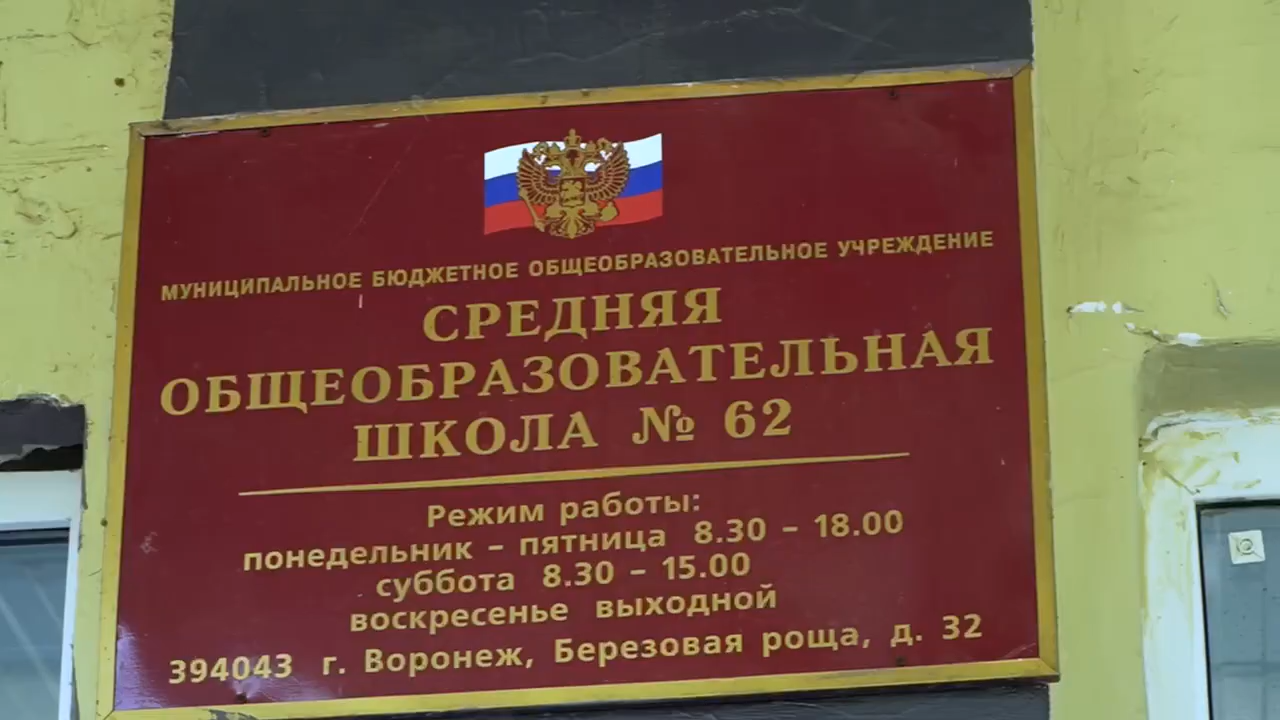 МУНИЦИПАЛЬНОЕ БЮДЖЕТНОЕ ОБЩЕОБРАЗОВАТЕЛЬНОЕ УЧРЕЖДЕНИЕ
СРЕДНЯЯ
ОБЩЕОБРАЗОВАТЕЛЬНАЯ
ШКОЛА № 62
Режим работы:
понедельник – пятница 8.30 – 18.00
суббота 8.30 – 15.00
воскресенье выходной
394043 г. Воронеж, Березовая роща, д. 32